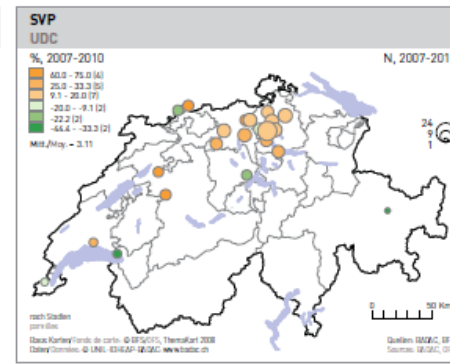 SVP
UDC
%, 2007-2010
N, 2007-201
60.0 - 75.0 (4)
25.0 - 33.3 (5)
9.1 - 20.0 (7)
-20.0 - -9.1 (2)
-22.2 (2)
-44.4 - -33.3 (2)
Mitt./Moy. = 3.11
24
9
1
nach Städten
par villes
0 50 Km
Basis Karten/Fonds de carte: © BFS/OFS, ThemaKart 2008
Daten/Données: © UNIL-IDHEAP-BADAC: www.badac.ch
Quellen: BADAC,
Sources: BADAC,